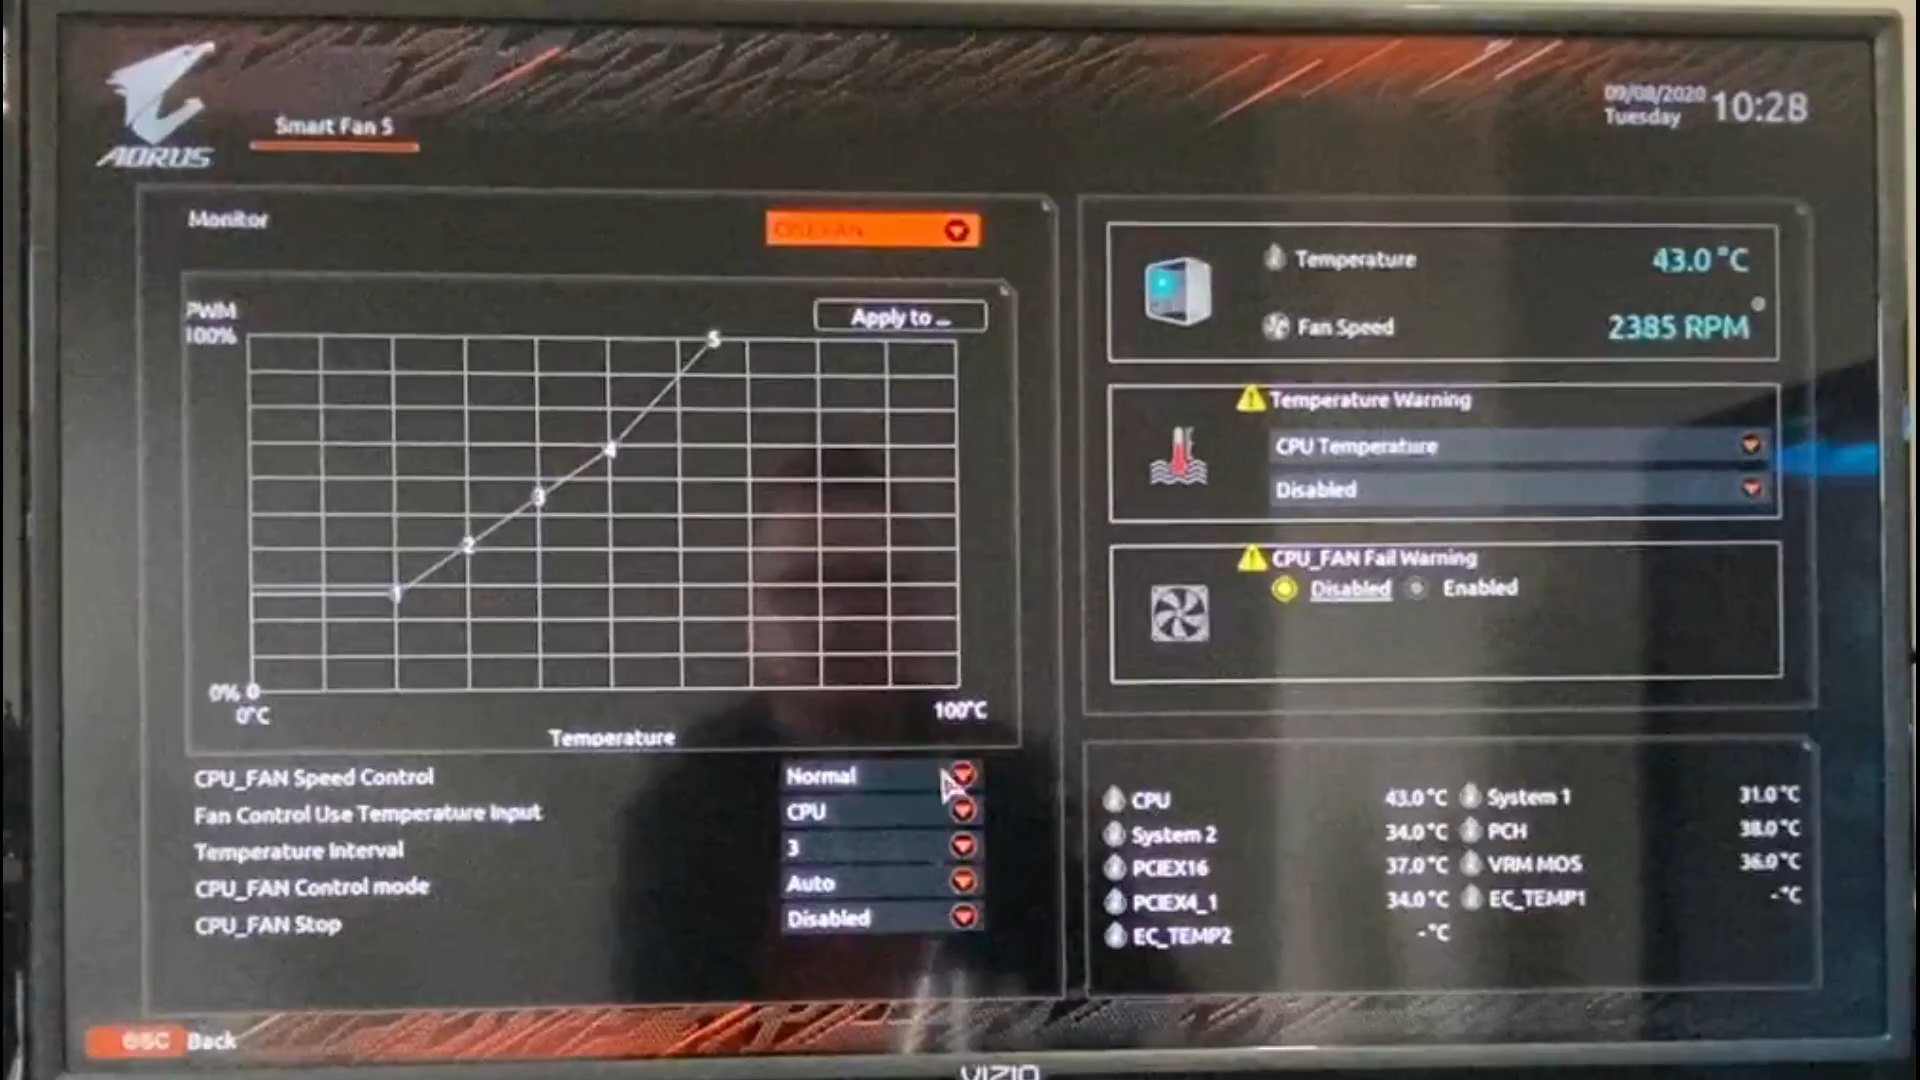 AORUS
Smart Fan 5
09/08/2020
Tuesday
10:28
Monitor
CPU FAN
PWM
100%
Apply to ...
5
4
3
2
1
0% 0
0°C
100°C
Temperature
CPU_FAN Speed Control Normal
Fan Control Use Temperature Input CPU
Temperature Interval 3
CPU_FAN Control mode Auto
CPU_FAN Stop Disabled
Temperature 43.0 °C
Fan Speed 2385 RPM
Temperature Warning
CPU Temperature
Disabled
CPU_FAN Fail Warning
Disabled Enabled
CPU 43.0°C System 1 31.0°C
System 2 34.0°C PCH 38.0°C
PCIEX16 37.0°C VRM MOS 36.0°C
PCIEX4_1 34.0°C EC_TEMP1 -°C
EC_TEMP2 -°C
ESC Back
VIZIO